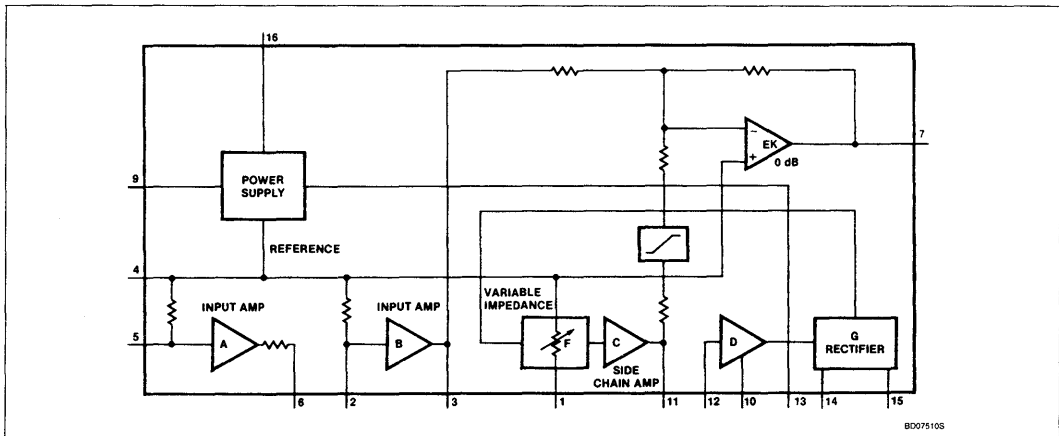 16
7
EK
0 dB
−
+
POWER
SUPPLY
9
REFERENCE
4
VARIABLE
IMPEDANCE
INPUT AMP
INPUT AMP
5
A
B
F
C
D
G
RECTIFIER
SIDE
CHAIN AMP
6
2
3
1
11
12
10
13
14
15
BD07510S